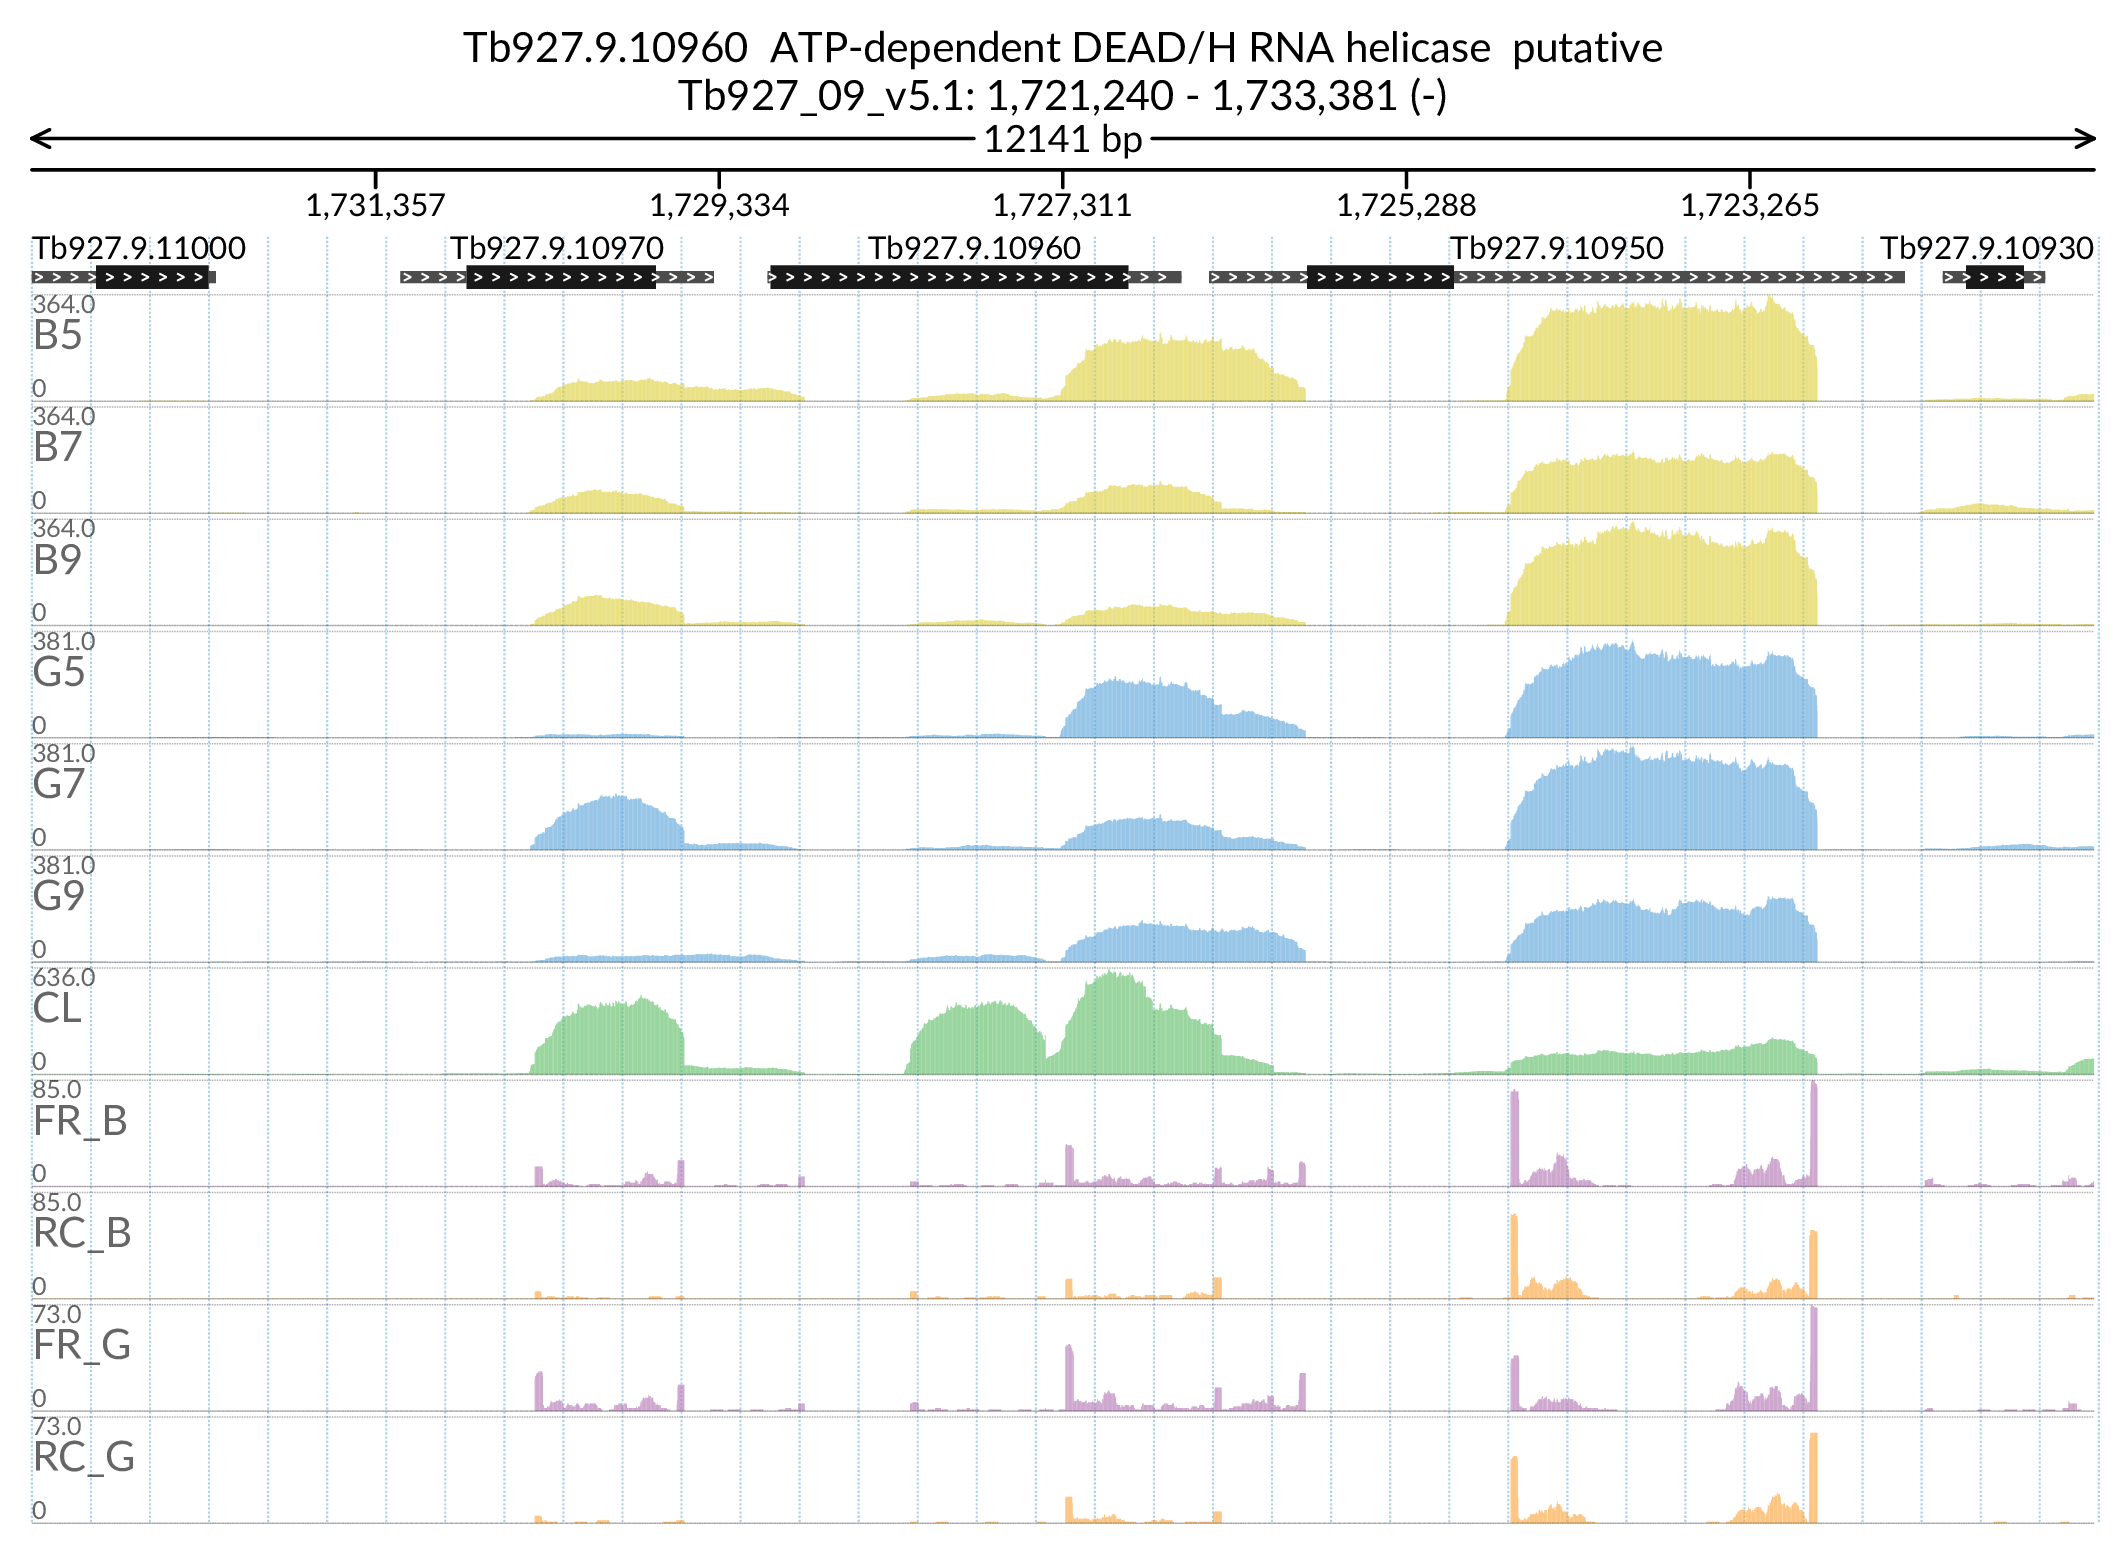 Tb927.9.10960  ATP-dependent DEAD/H RNA helicase  putative
Tb927_09_v5.1: 1,721,240 - 1,733,381 (-)
12141 bp
1,731,357 1,729,334 1,727,311 1,725,288 1,723,265
Tb927.9.11000 Tb927.9.10970 Tb927.9.10960 Tb927.9.10950 Tb927.9.10930
364.0
B5
0
364.0
B7
0
364.0
B9
0
381.0
G5
0
381.0
G7
0
381.0
G9
0
636.0
CL
0
85.0
FR_B
0
85.0
RC_B
0
73.0
FR_G
0
73.0
RC_G
0